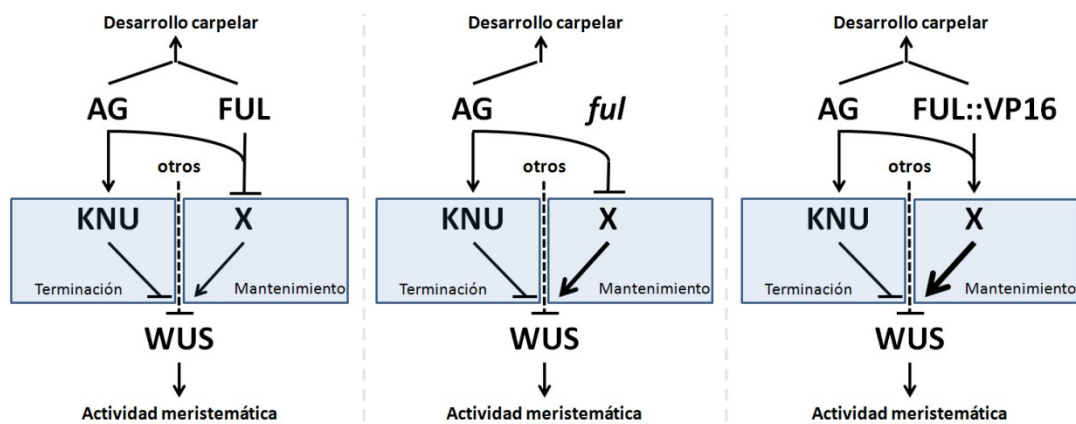 Desarrollo carpelar
AG FUL
otros
KNU X
Terminación Mantenimiento
WUS
Actividad meristemática
Desarrollo carpelar
AG ful
otros
KNU X
Terminación Mantenimiento
WUS
Actividad meristemática
Desarrollo carpelar
AG FUL::VP16
otros
KNU X
Terminación Mantenimiento
WUS
Actividad meristemática